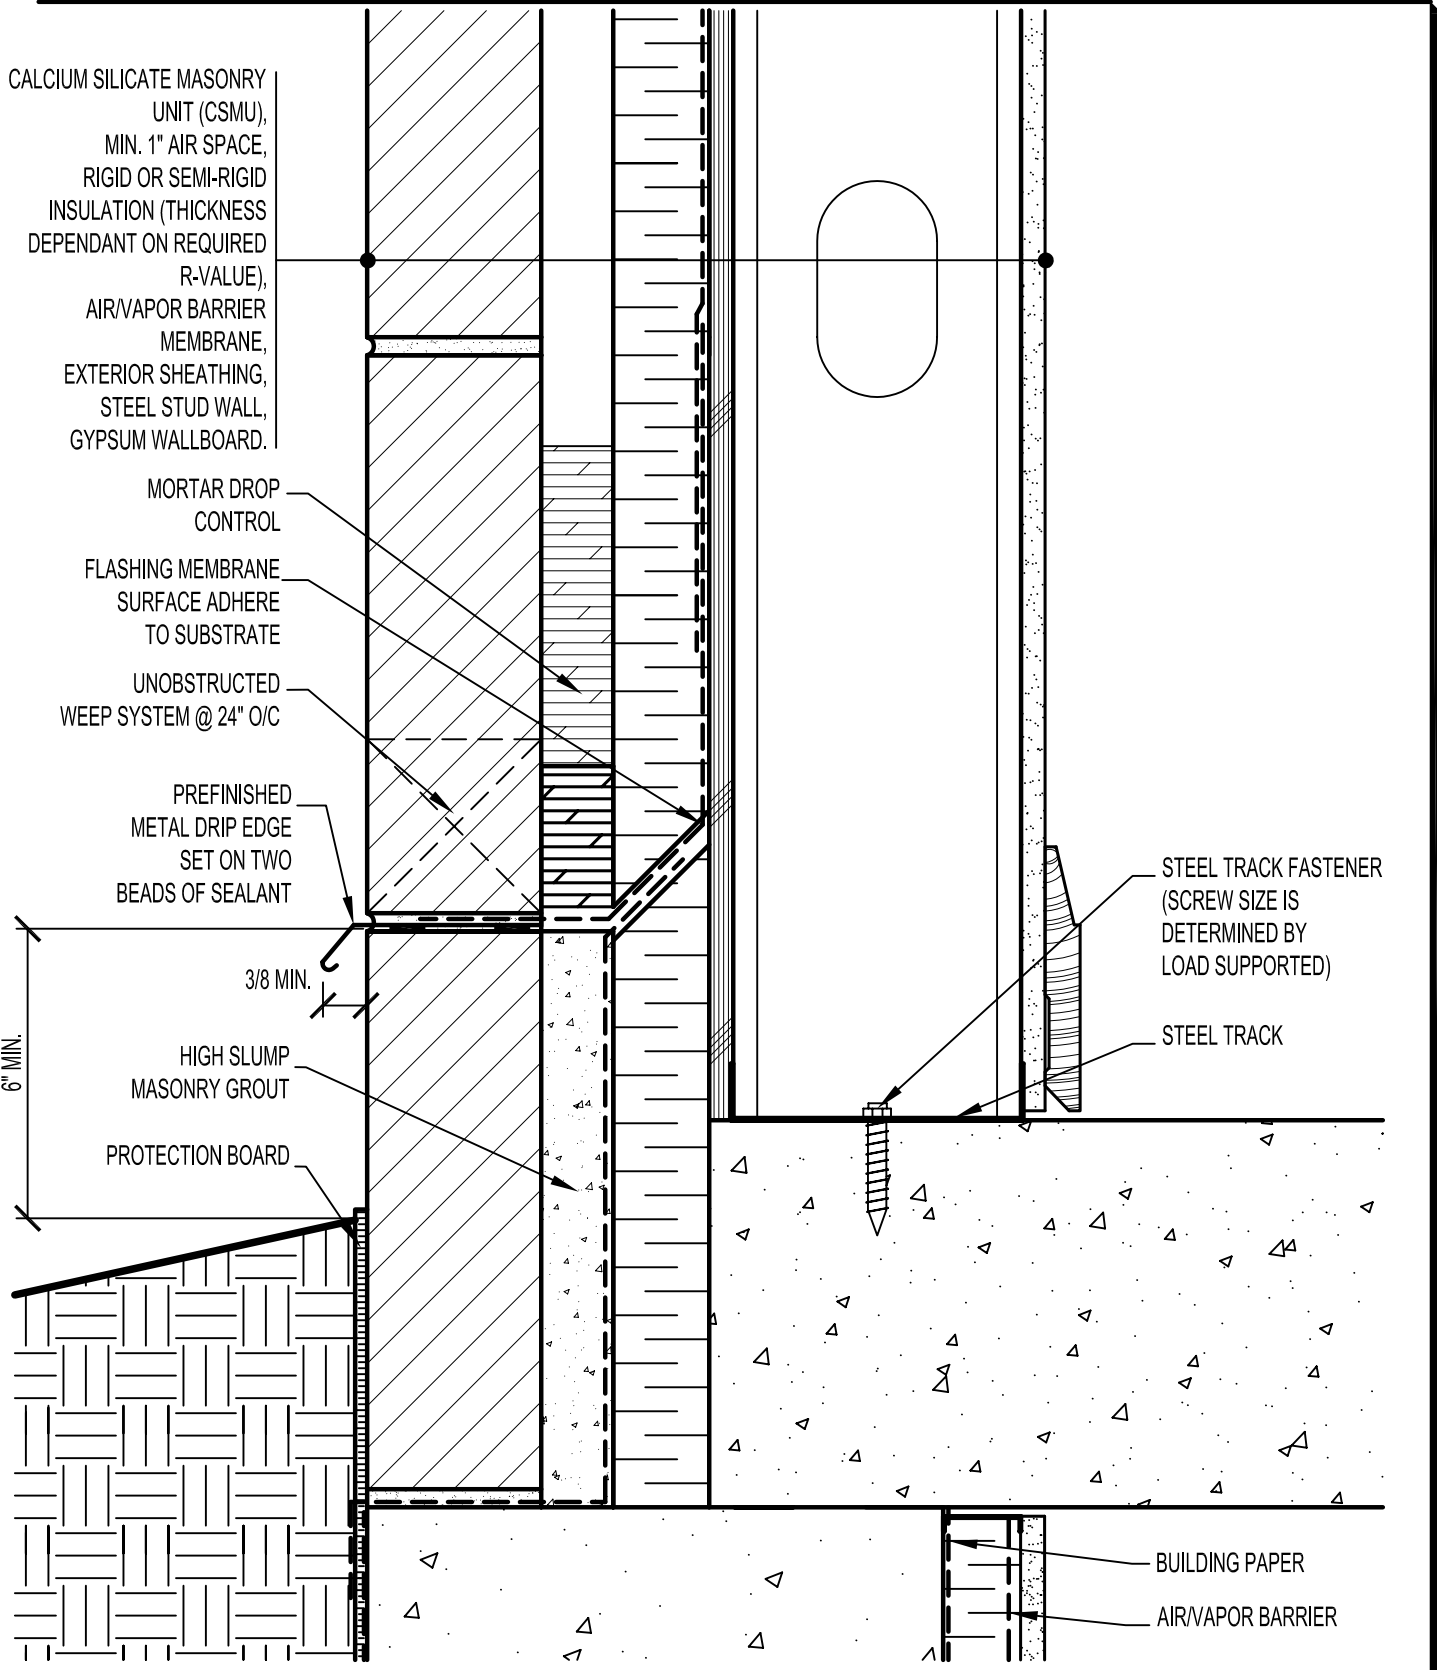 CALCIUM SILICATE MASONRY
UNIT (CSMU),
MIN. 1" AIR SPACE,
RIGID OR SEMI-RIGID
INSULATION (THICKNESS
DEPENDANT ON REQUIRED
R-VALUE),
AIR/VAPOR BARRIER
MEMBRANE,
EXTERIOR SHEATHING,
STEEL STUD WALL,
GYPSUM WALLBOARD.
MORTAR DROP
CONTROL
FLASHING MEMBRANE
SURFACE ADHERE
TO SUBSTRATE
UNOBSTRUCTED
WEEP SYSTEM @ 24" O/C
PREFINISHED
METAL DRIP EDGE
SET ON TWO
BEADS OF SEALANT
3/8 MIN.
6" MIN.
HIGH SLUMP
MASONRY GROUT
PROTECTION BOARD
STEEL TRACK FASTENER
(SCREW SIZE IS
DETERMINED BY
LOAD SUPPORTED)
STEEL TRACK
BUILDING PAPER
AIR/VAPOR BARRIER